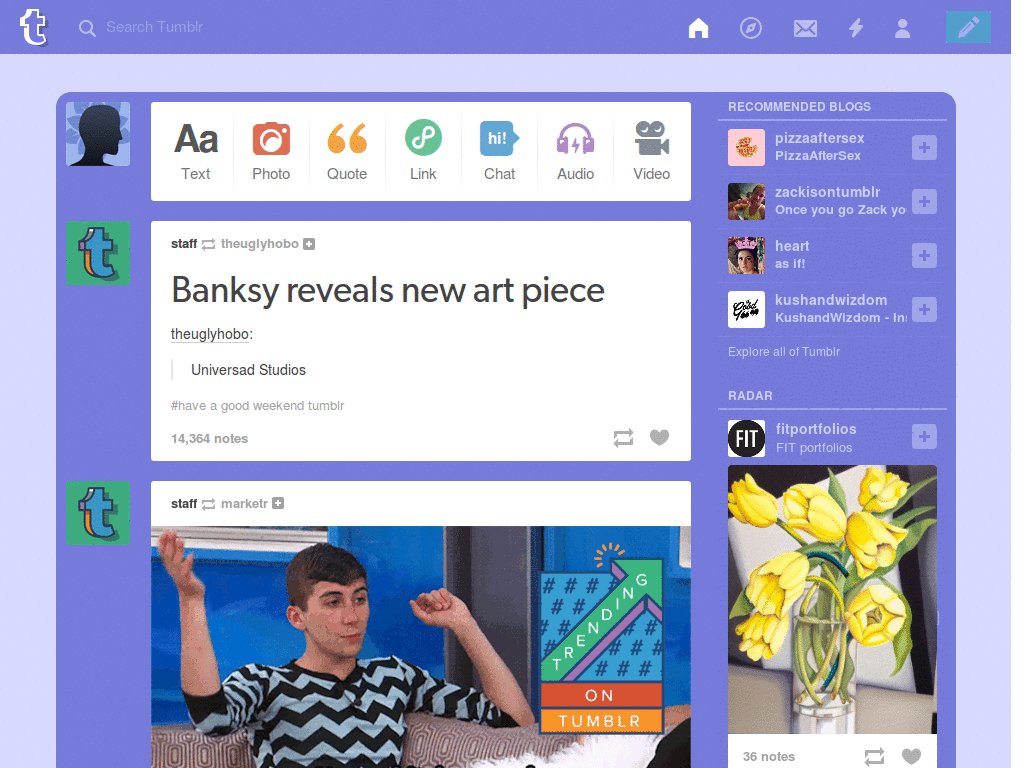 t
Search Tumblr
Aa
hi!
Text
Photo
Quote
Link
Chat
Audio
Video
staff theuglyhobo
Banksy reveals new art piece
theuglyhobo:
Universad Studios
#have a good weekend tumblr
14,364 notes
staff marketr
TRENDING
ON
TUMBLR
RECOMMENDED BLOGS
pizzaaftersex
PizzaAfterSex
zackisontumblr
Once you go Zack yo
heart
as if!
kushandwizdom
KushandWizdom - In
Explore all of Tumblr
RADAR
FIT
fitportfolios
FIT portfolios
36 notes